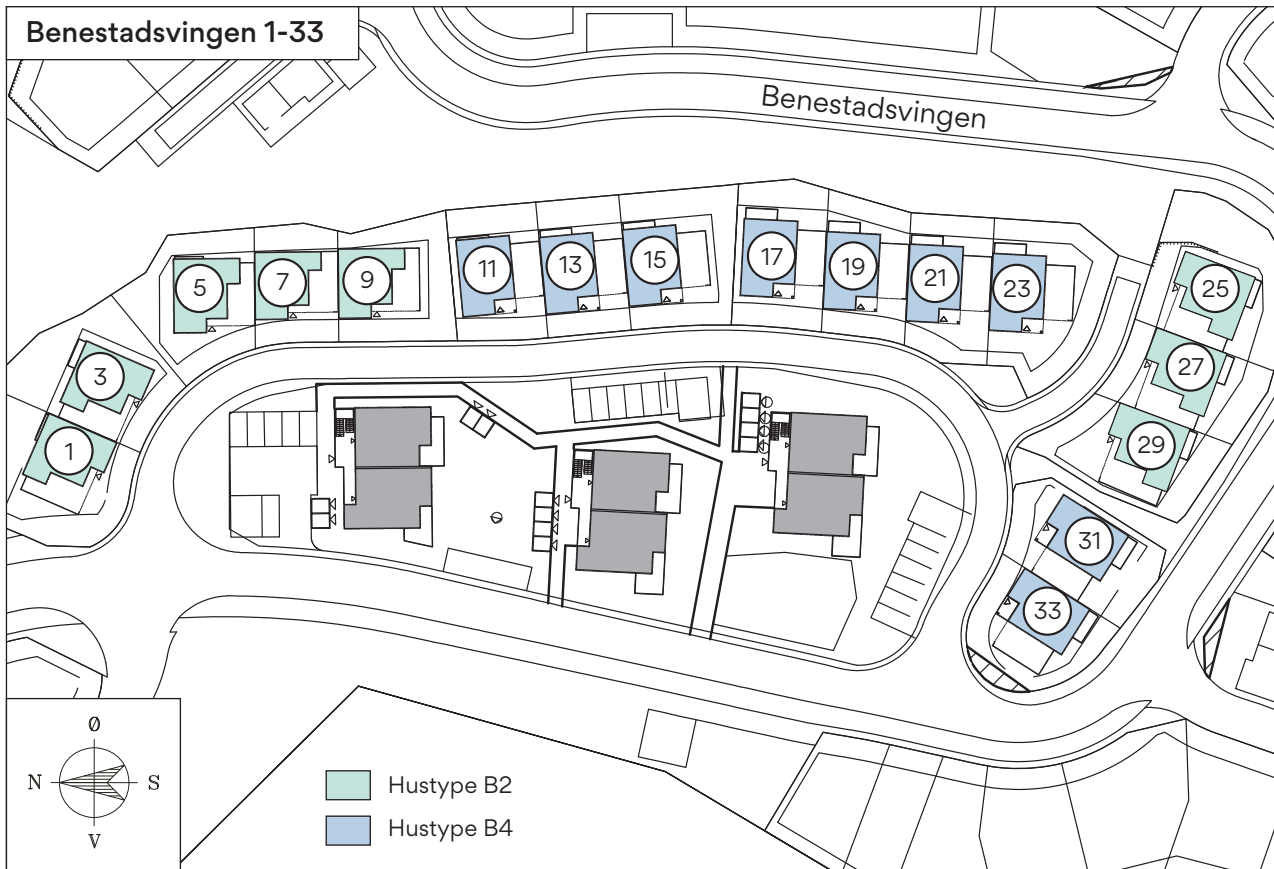 Benestadsvingen 1-33
Benestadsvingen
5
7
9
11
13
15
17
19
21
23
25
3
27
1
29
31
33
Ø
N
S
V
Hustype B2
Hustype B4